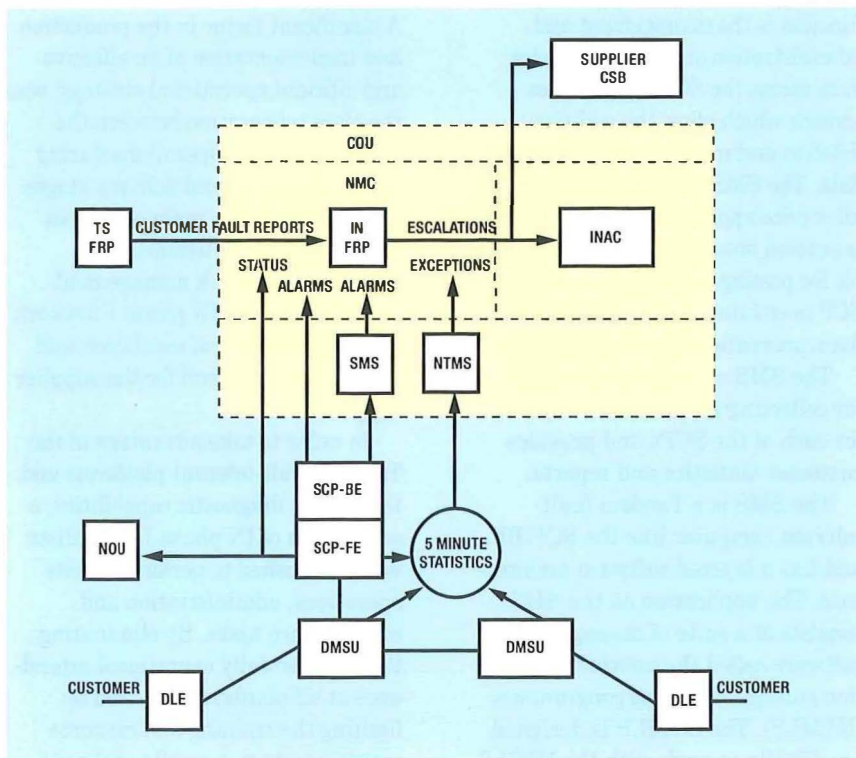 SUPPLIER
CSB
COU
NMC
TS
FRP
CUSTOMER FAULT REPORTS
IN
FRP
ESCALATIONS
INAC
STATUS
ALARMS
ALARMS
EXCEPTIONS
SMS
NTMS
SCP-BE
SCP-FE
NOU
5 MINUTE
STATISTICS
DMSU
DMSU
CUSTOMER
DLE
DLE
CUSTOMER